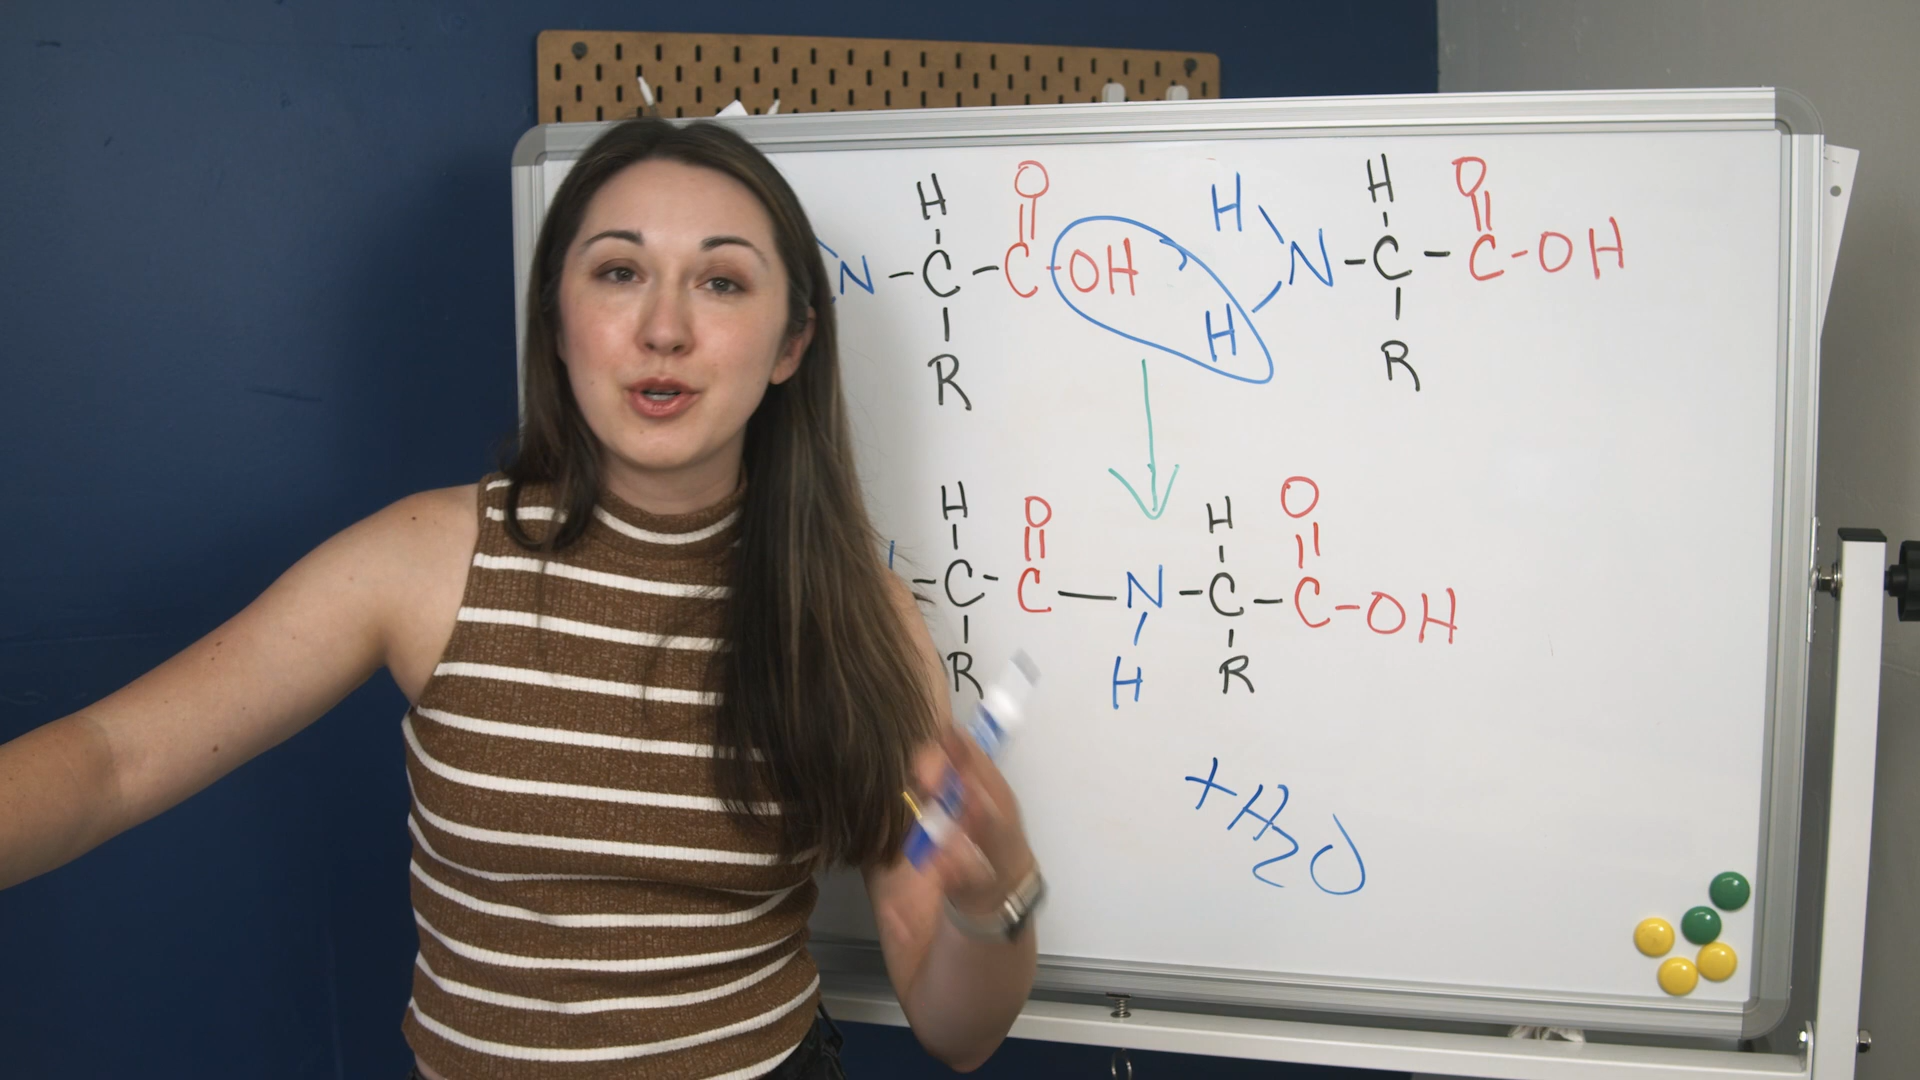 H O H H O
N-C-C-OH H N-C-C-OH
R R
H O H O
-C-C-N-C-C-OH
R H R
+H2O